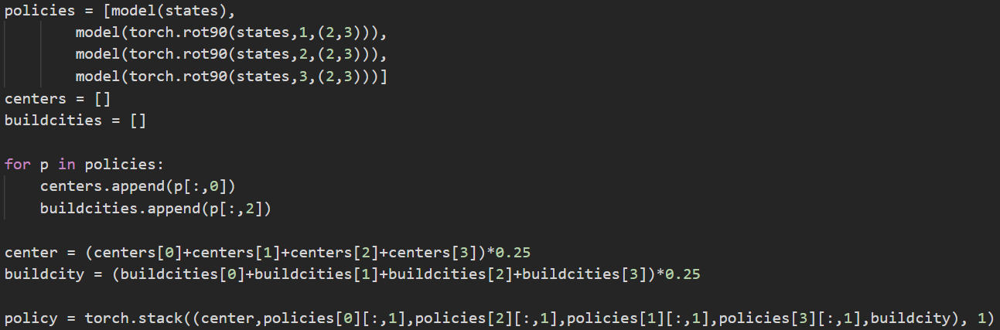 policies = [model(states),
        model(torch.rot90(states,1,(2,3))),
        model(torch.rot90(states,2,(2,3))),
        model(torch.rot90(states,3,(2,3)))]
centers = []
buildcities = []

for p in policies:
    centers.append(p[:,0])
    buildcities.append(p[:,2])

center = (centers[0]+centers[1]+centers[2]+centers[3])*0.25
buildcity = (buildcities[0]+buildcities[1]+buildcities[2]+buildcities[3])*0.25

policy = torch.stack((center,policies[0][:,1],policies[2][:,1],policies[1][:,1],policies[3][:,1],buildcity), 1)